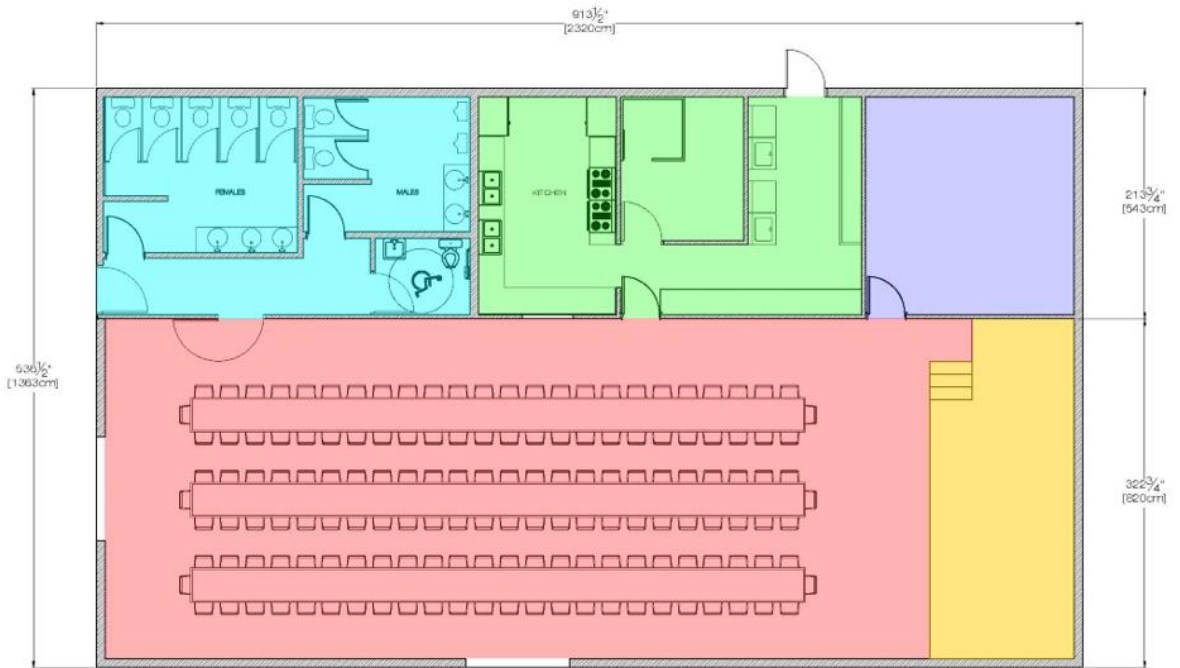 913½"
[2320cm]
FEMALES
MALES
KITCHEN
213¾"
[543cm]
536½"
[1363cm]
322¾"
[820cm]